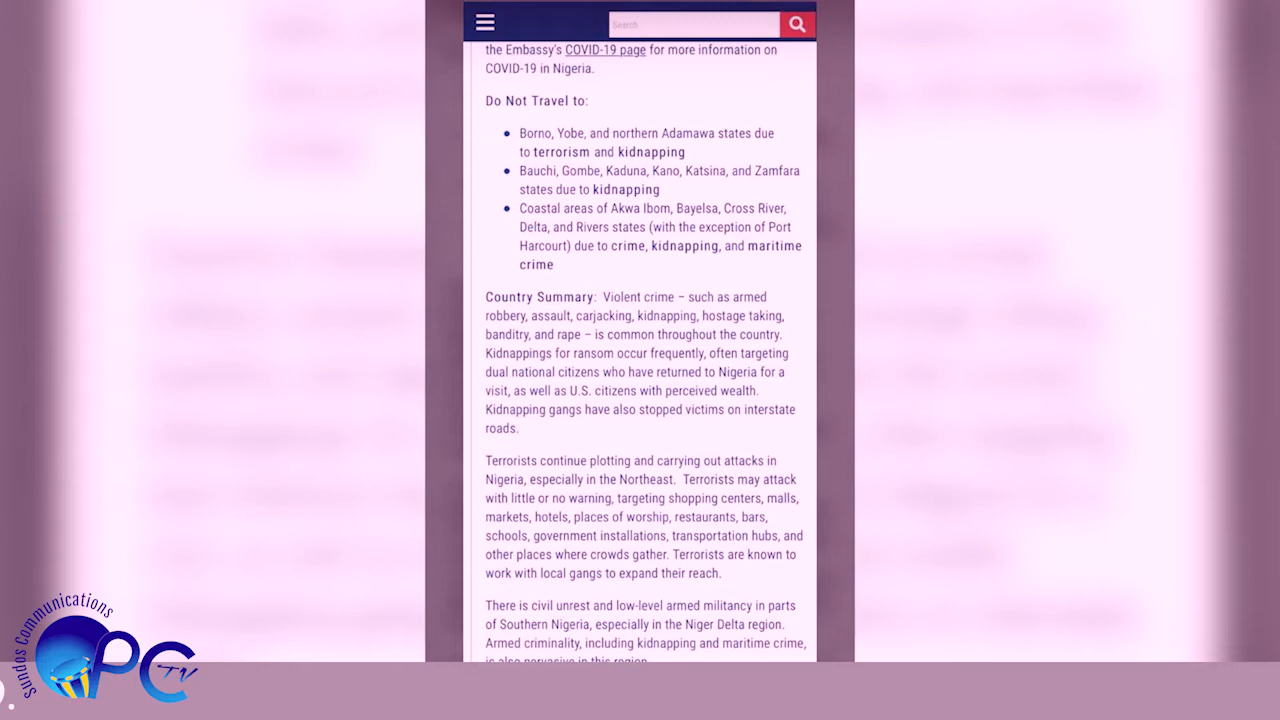 Search
the Embassy's COVID-19 page for more information on
COVID-19 in Nigeria.
Do Not Travel to:
Borno, Yobe, and northern Adamawa states due
to terrorism and kidnapping
Bauchi, Gombe, Kaduna, Kano, Katsina, and Zamfara
states due to kidnapping
Coastal areas of Akwa Ibom, Bayelsa, Cross River,
Delta, and Rivers states (with the exception of Port
Harcourt) due to crime, kidnapping, and maritime
crime
Country Summary: Violent crime – such as armed
robbery, assault, carjacking, kidnapping, hostage taking,
banditry, and rape – is common throughout the country.
Kidnappings for ransom occur frequently, often targeting
dual national citizens who have returned to Nigeria for a
visit, as well as U.S. citizens with perceived wealth.
Kidnapping gangs have also stopped victims on interstate
roads.
Terrorists continue plotting and carrying out attacks in
Nigeria, especially in the Northeast. Terrorists may attack
with little or no warning, targeting shopping centers, malls,
markets, hotels, places of worship, restaurants, bars,
schools, government installations, transportation hubs, and
other places where crowds gather. Terrorists are known to
work with local gangs to expand their reach.
There is civil unrest and low-level armed militancy in parts
of Southern Nigeria, especially in the Niger Delta region.
Armed criminality, including kidnapping and maritime crime,
is also pervasive in this region.
Sundos Communications
OPC TV